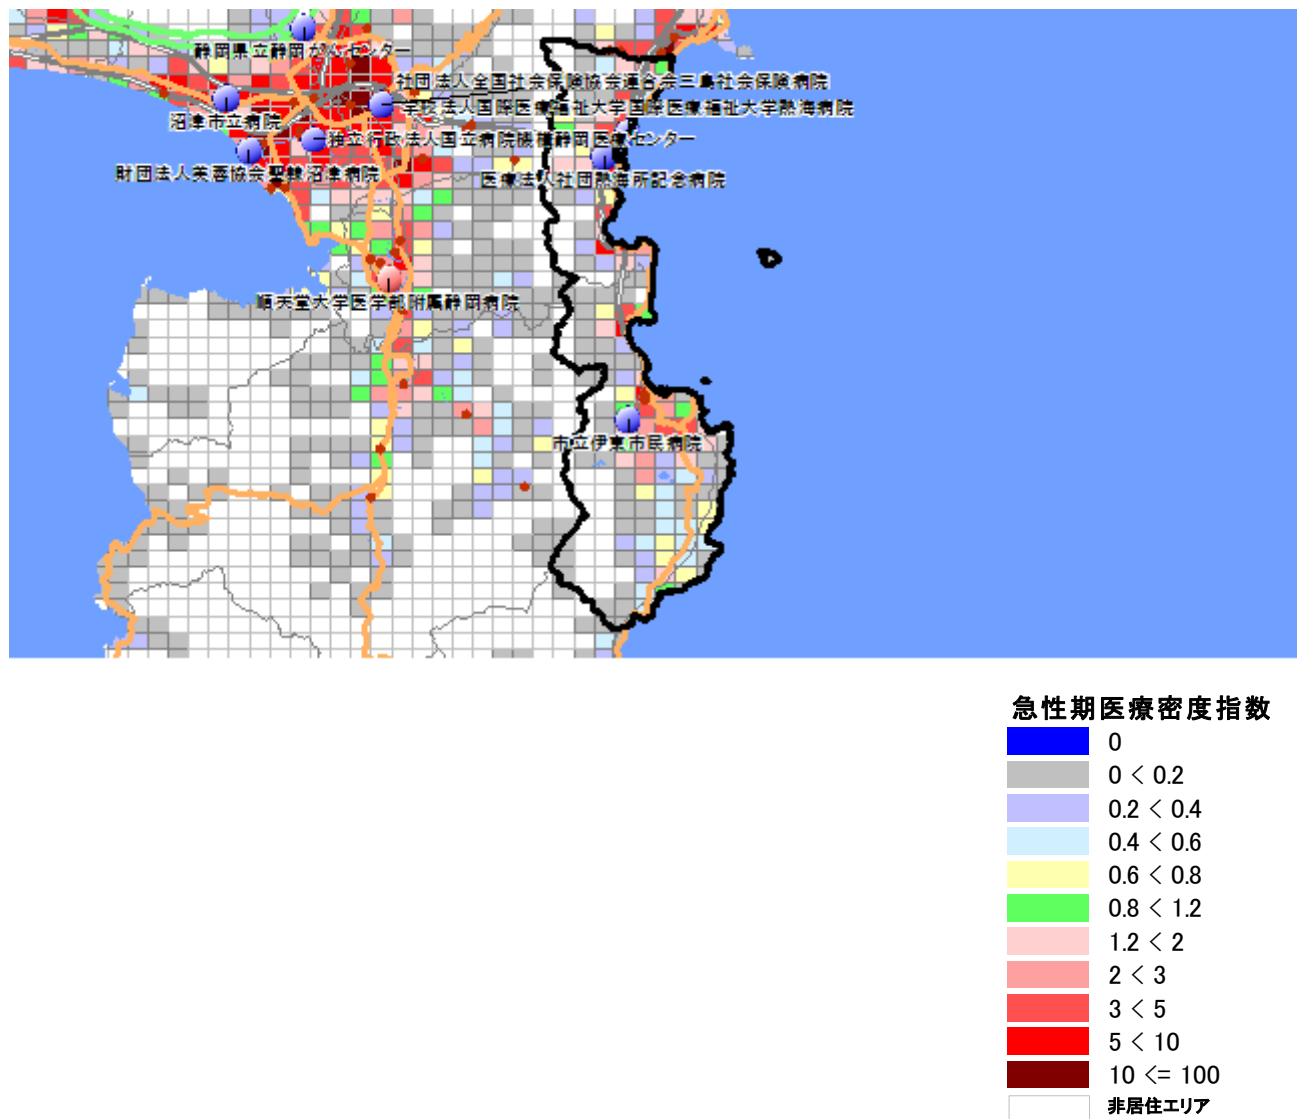 静岡県立静岡がんセンター
社団法人全国社会保険協会連合会三島社会保険病院
学校法人国際医療福祉大学国際医療福祉大学熱海病院
沼津市立病院
独立行政法人国立病院機構静岡医療センター
財団法人芙蓉協会聖隷沼津病院
医療法人社団熱海所記念病院
順天堂大学医学部附属静岡病院
市立伊東市民病院
急性期医療密度指数
0
0 < 0.2
0.2 < 0.4
0.4 < 0.6
0.6 < 0.8
0.8 < 1.2
1.2 < 2
2 < 3
3 < 5
5 < 10
10 <= 100
非居住エリア